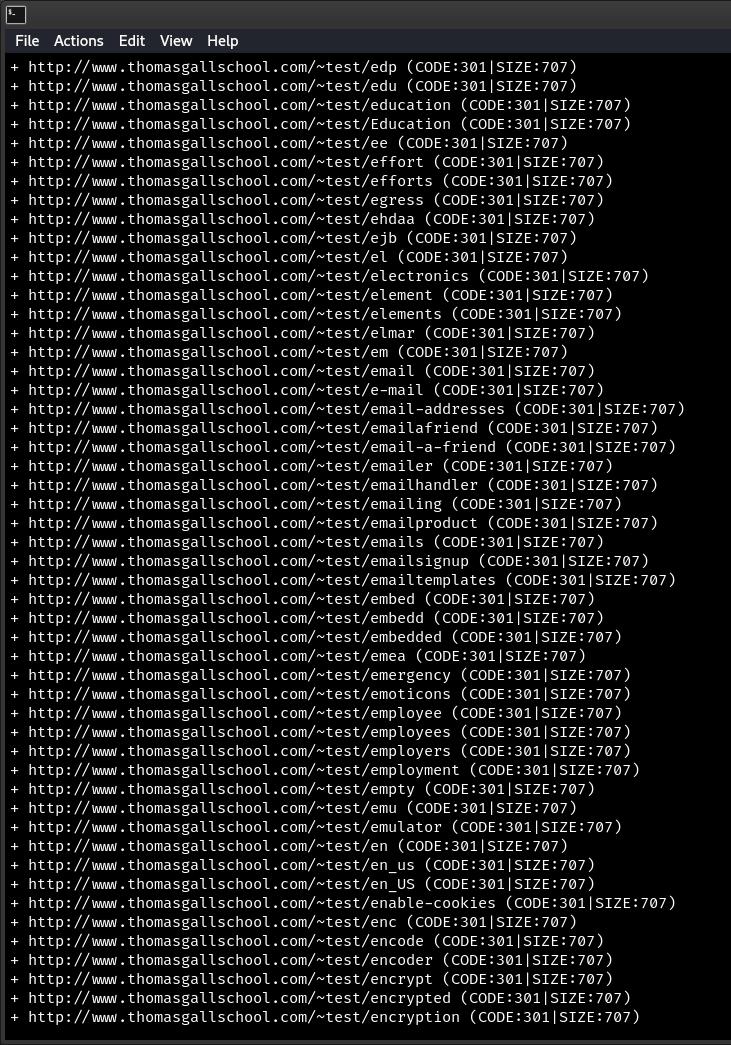 File Actions Edit View Help
+ http://www.thomasgallschool.com/~test/edp (CODE:301|SIZE:707)
+ http://www.thomasgallschool.com/~test/edu (CODE:301|SIZE:707)
+ http://www.thomasgallschool.com/~test/education (CODE:301|SIZE:707)
+ http://www.thomasgallschool.com/~test/Education (CODE:301|SIZE:707)
+ http://www.thomasgallschool.com/~test/ee (CODE:301|SIZE:707)
+ http://www.thomasgallschool.com/~test/effort (CODE:301|SIZE:707)
+ http://www.thomasgallschool.com/~test/efforts (CODE:301|SIZE:707)
+ http://www.thomasgallschool.com/~test/egress (CODE:301|SIZE:707)
+ http://www.thomasgallschool.com/~test/ehdaa (CODE:301|SIZE:707)
+ http://www.thomasgallschool.com/~test/ejb (CODE:301|SIZE:707)
+ http://www.thomasgallschool.com/~test/el (CODE:301|SIZE:707)
+ http://www.thomasgallschool.com/~test/electronics (CODE:301|SIZE:707)
+ http://www.thomasgallschool.com/~test/element (CODE:301|SIZE:707)
+ http://www.thomasgallschool.com/~test/elements (CODE:301|SIZE:707)
+ http://www.thomasgallschool.com/~test/elmar (CODE:301|SIZE:707)
+ http://www.thomasgallschool.com/~test/em (CODE:301|SIZE:707)
+ http://www.thomasgallschool.com/~test/email (CODE:301|SIZE:707)
+ http://www.thomasgallschool.com/~test/e-mail (CODE:301|SIZE:707)
+ http://www.thomasgallschool.com/~test/email-addresses (CODE:301|SIZE:707)
+ http://www.thomasgallschool.com/~test/emailafriend (CODE:301|SIZE:707)
+ http://www.thomasgallschool.com/~test/email-a-friend (CODE:301|SIZE:707)
+ http://www.thomasgallschool.com/~test/emailer (CODE:301|SIZE:707)
+ http://www.thomasgallschool.com/~test/emailhandler (CODE:301|SIZE:707)
+ http://www.thomasgallschool.com/~test/emailing (CODE:301|SIZE:707)
+ http://www.thomasgallschool.com/~test/emailproduct (CODE:301|SIZE:707)
+ http://www.thomasgallschool.com/~test/emails (CODE:301|SIZE:707)
+ http://www.thomasgallschool.com/~test/emailsignup (CODE:301|SIZE:707)
+ http://www.thomasgallschool.com/~test/emailtemplates (CODE:301|SIZE:707)
+ http://www.thomasgallschool.com/~test/embed (CODE:301|SIZE:707)
+ http://www.thomasgallschool.com/~test/embedd (CODE:301|SIZE:707)
+ http://www.thomasgallschool.com/~test/embedded (CODE:301|SIZE:707)
+ http://www.thomasgallschool.com/~test/emea (CODE:301|SIZE:707)
+ http://www.thomasgallschool.com/~test/emergency (CODE:301|SIZE:707)
+ http://www.thomasgallschool.com/~test/emoticons (CODE:301|SIZE:707)
+ http://www.thomasgallschool.com/~test/employee (CODE:301|SIZE:707)
+ http://www.thomasgallschool.com/~test/employees (CODE:301|SIZE:707)
+ http://www.thomasgallschool.com/~test/employers (CODE:301|SIZE:707)
+ http://www.thomasgallschool.com/~test/employment (CODE:301|SIZE:707)
+ http://www.thomasgallschool.com/~test/empty (CODE:301|SIZE:707)
+ http://www.thomasgallschool.com/~test/emu (CODE:301|SIZE:707)
+ http://www.thomasgallschool.com/~test/emulator (CODE:301|SIZE:707)
+ http://www.thomasgallschool.com/~test/en (CODE:301|SIZE:707)
+ http://www.thomasgallschool.com/~test/en_us (CODE:301|SIZE:707)
+ http://www.thomasgallschool.com/~test/en_US (CODE:301|SIZE:707)
+ http://www.thomasgallschool.com/~test/enable-cookies (CODE:301|SIZE:707)
+ http://www.thomasgallschool.com/~test/enc (CODE:301|SIZE:707)
+ http://www.thomasgallschool.com/~test/encode (CODE:301|SIZE:707)
+ http://www.thomasgallschool.com/~test/encoder (CODE:301|SIZE:707)
+ http://www.thomasgallschool.com/~test/encrypt (CODE:301|SIZE:707)
+ http://www.thomasgallschool.com/~test/encrypted (CODE:301|SIZE:707)
+ http://www.thomasgallschool.com/~test/encryption (CODE:301|SIZE:707)